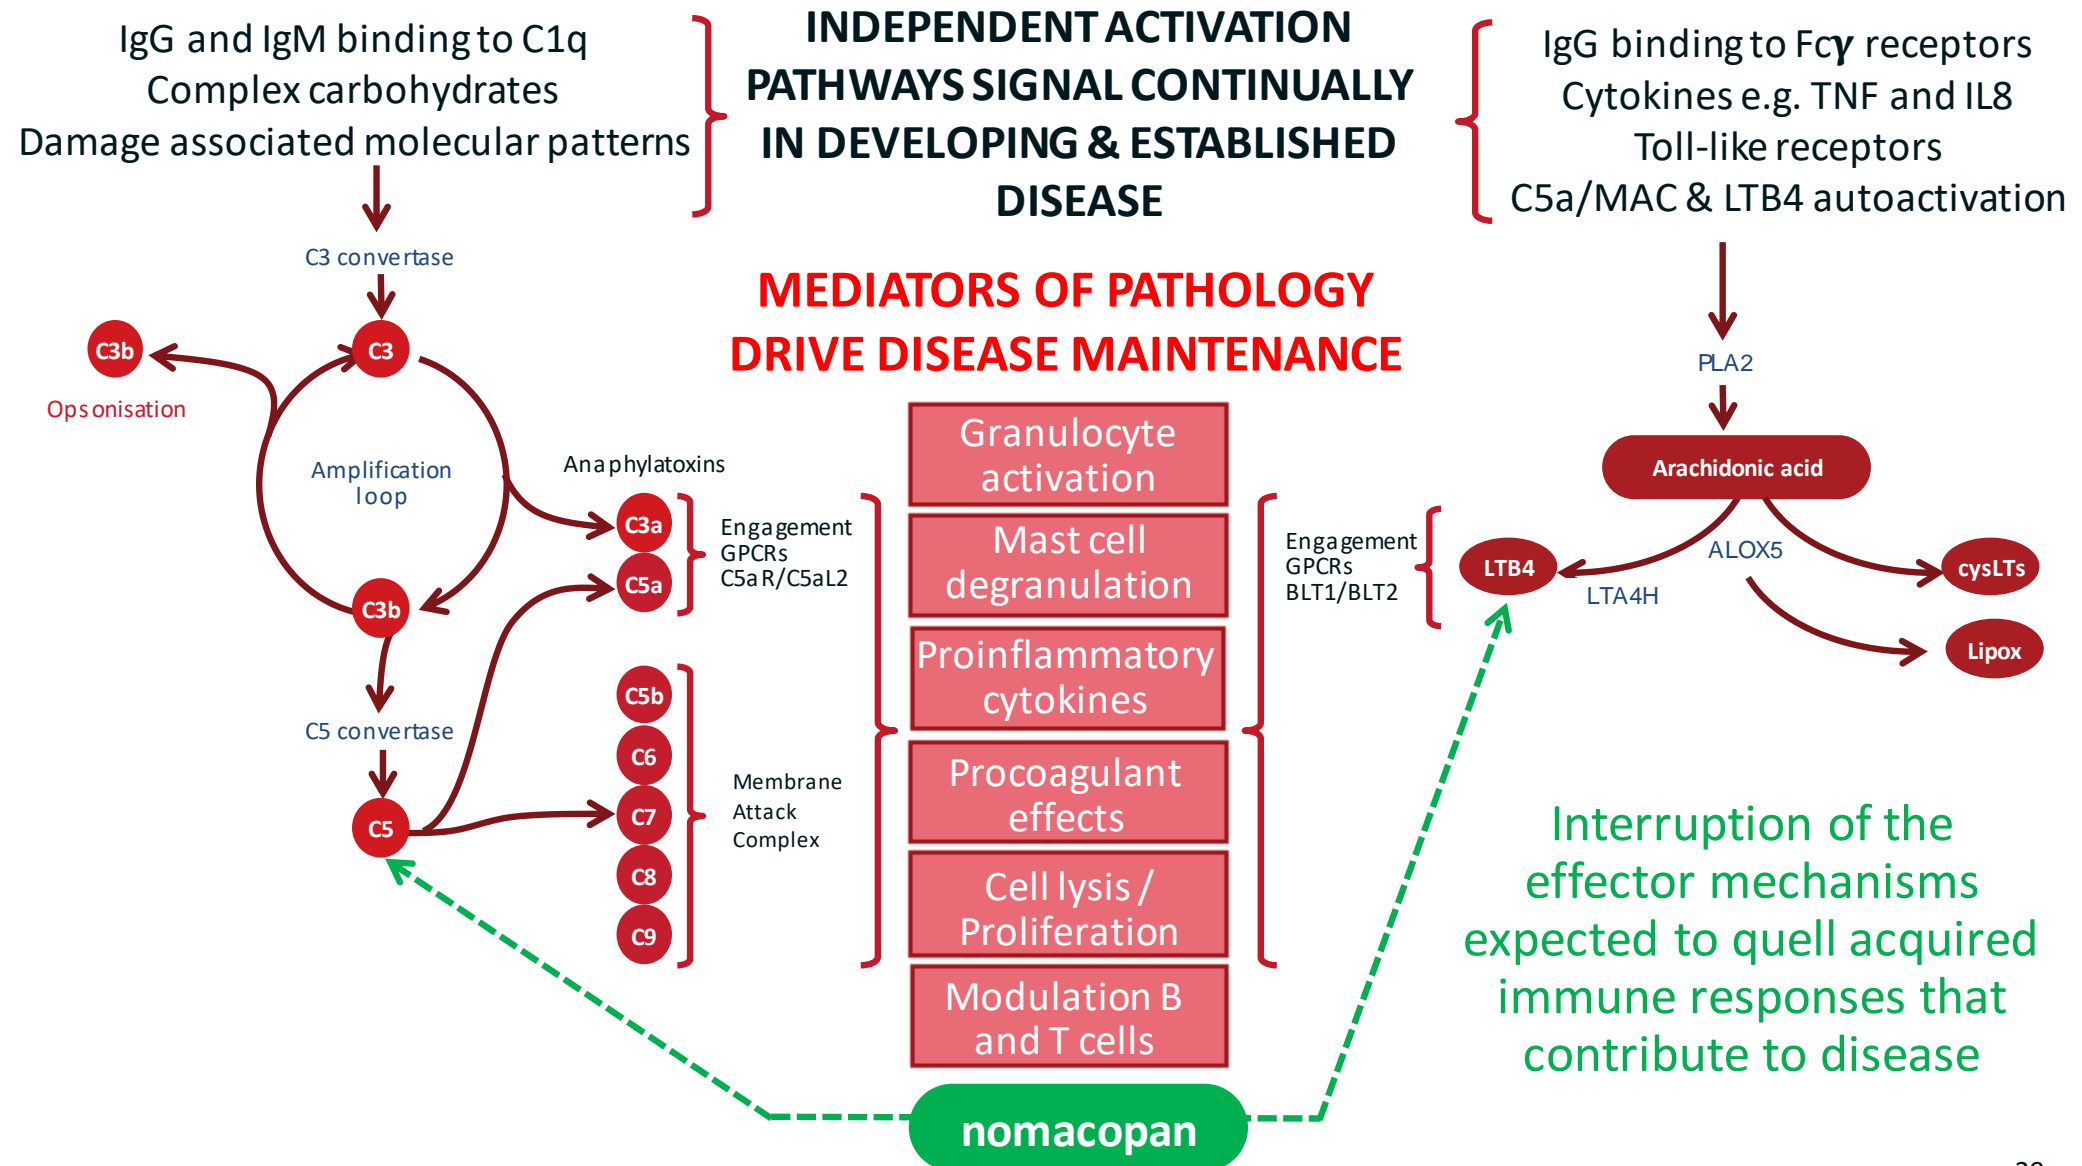 IgG and IgM binding to C1q
Complex carbohydrates
Damage associated molecular patterns
INDEPENDENT ACTIVATION
PATHWAYS SIGNAL CONTINUALLY
IN DEVELOPING & ESTABLISHED
DISEASE
IgG binding to Fcγ receptors
Cytokines e.g. TNF and IL8
Toll-like receptors
C5a/MAC & LTB4 autoactivation
MEDIATORS OF PATHOLOGY
DRIVE DISEASE MAINTENANCE
C3 convertase
C3b
C3
Opsonisation
Amplification
loop
C3b
C5 convertase
C5
Anaphylatoxins
C3a
C5a
Engagement
GPCRs
C5aR/C5aL2
C5b
C6
C7
C8
C9
Membrane
Attack
Complex
Granulocyte
activation
Mast cell
degranulation
Proinflammatory
cytokines
Procoagulant
effects
Cell lysis /
Proliferation
Modulation B
and T cells
nomacopan
Engagement
GPCRs
BLT1/BLT2
PLA2
Arachidonic acid
LTB4
ALOX5
LTA4H
cysLTs
Lipox
Interruption of the
effector mechanisms
expected to quell acquired
immune responses that
contribute to disease